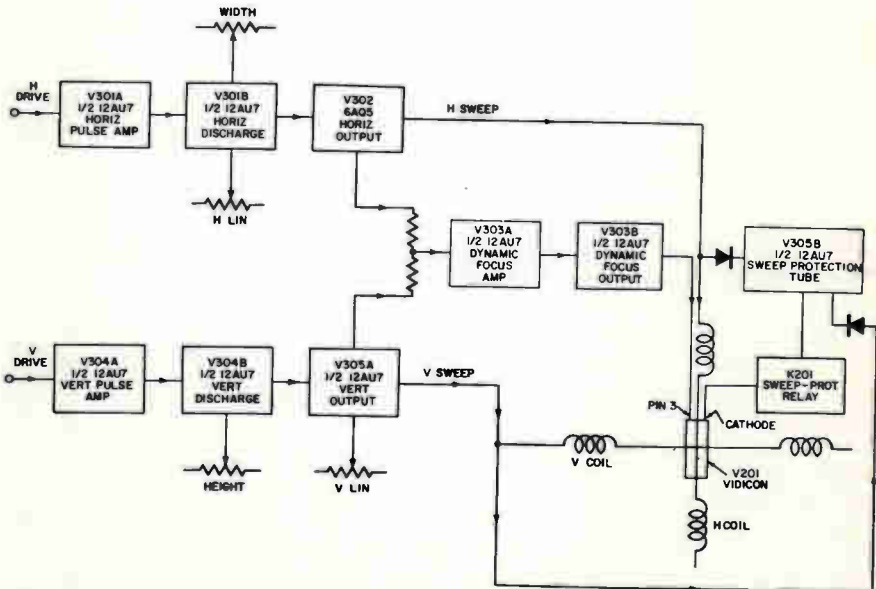 WIDTH
H
DRIVE
V301A
1/2 12AU7
HORIZ
PULSE AMP
V301B
1/2 12AU7
HORIZ
DISCHARGE
V302
6AQ5
HORIZ
OUTPUT
H SWEEP
H LIN
V303A
1/2 12AU7
DYNAMIC
FOCUS
AMP
V303B
1/2 12AU7
DYNAMIC
FOCUS
OUTPUT
V305B
1/2 12AU7
SWEEP PROTECTION
TUBE
V
DRIVE
V304A
1/2 12AU7
VERT PULSE
AMP
V304B
1/2 12AU7
VERT
DISCHARGE
V305A
1/2 12AU7
VERT
OUTPUT
V SWEEP
K201
SWEEP-PROT
RELAY
PIN 3
CATHODE
HEIGHT
V LIN
V COIL
V201
VIDICON
H COIL